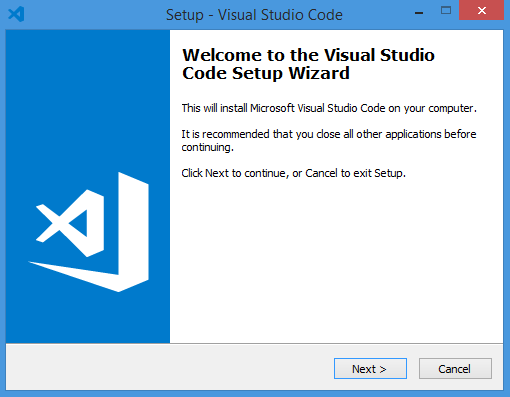 Setup - Visual Studio Code
Welcome to the Visual Studio
Code Setup Wizard
This will install Microsoft Visual Studio Code on your computer.
It is recommended that you close all other applications before
continuing.
Click Next to continue, or Cancel to exit Setup.
Next >
Cancel